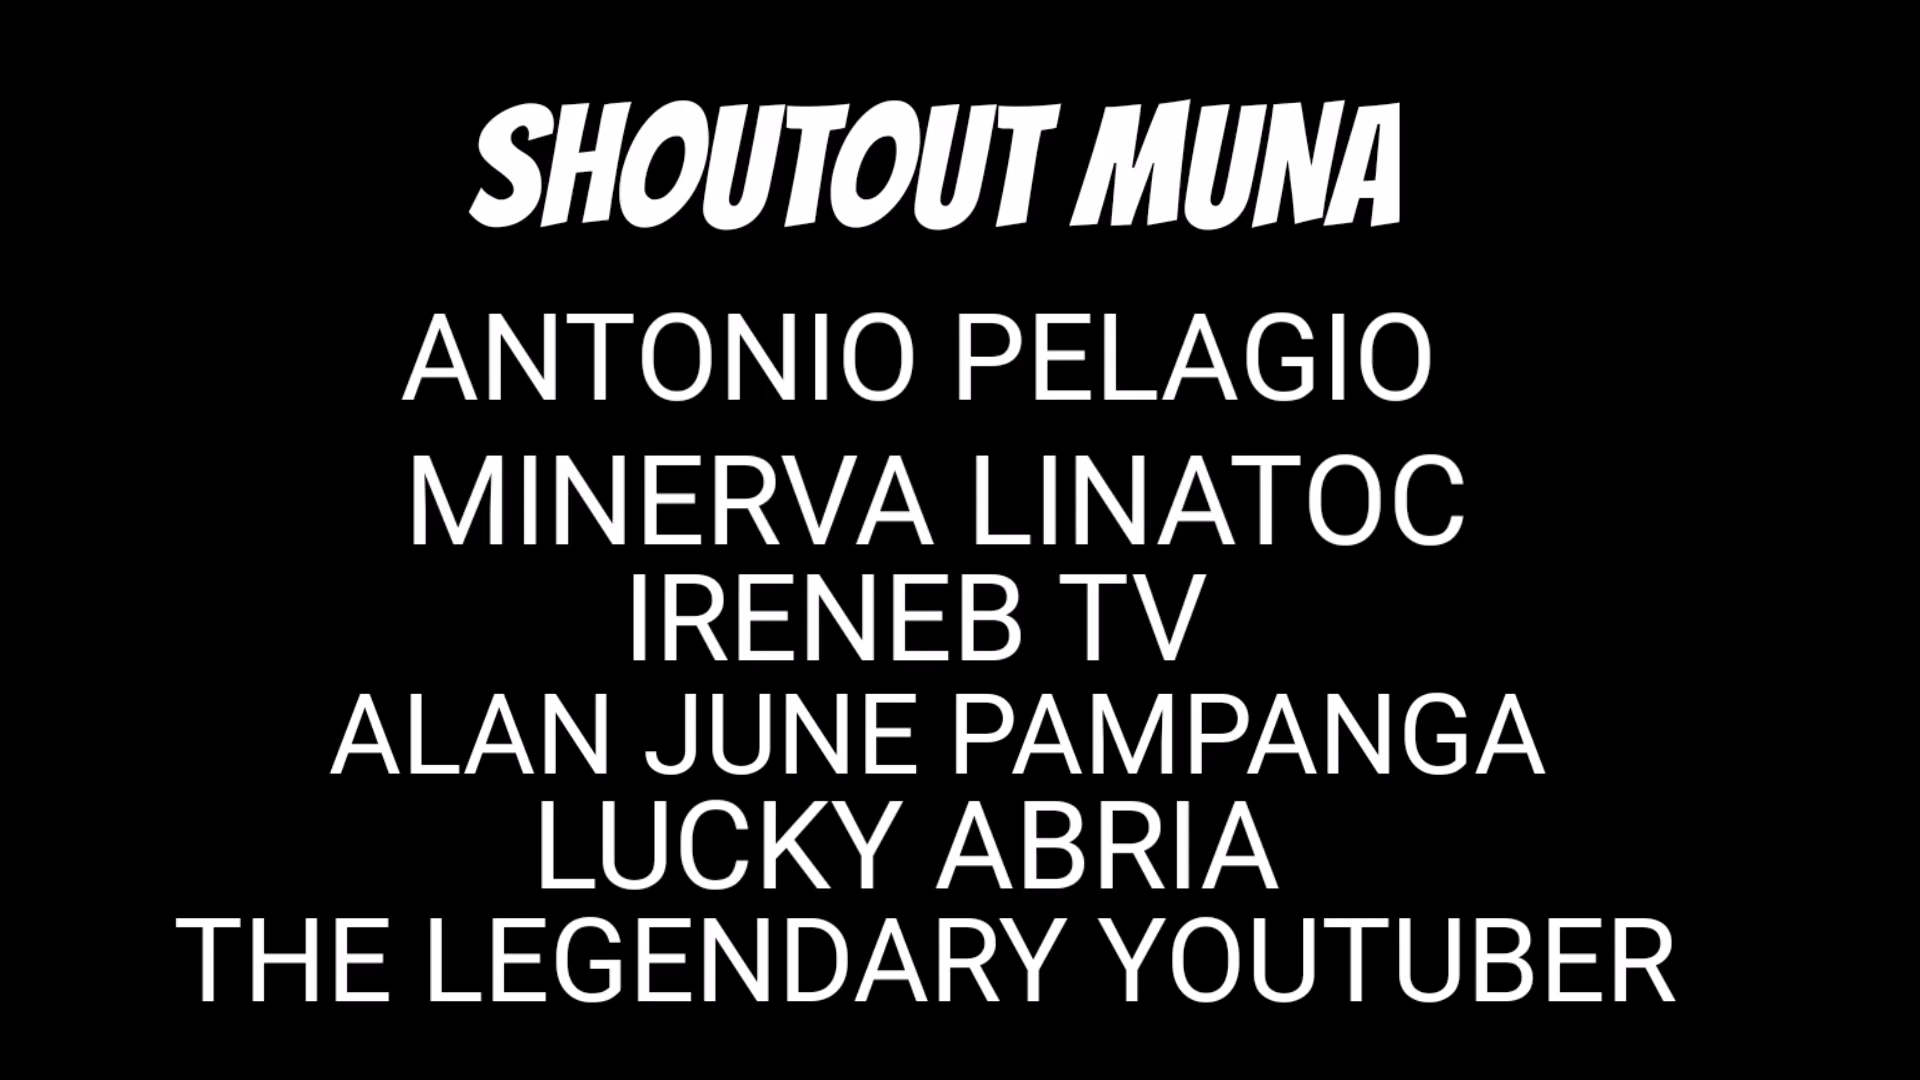 SHOUTOUT MUNA
ANTONIO PELAGIO
MINERVA LINATOC
IRENEB TV
ALAN JUNE PAMPANGA
LUCKY ABRIA
THE LEGENDARY YOUTUBER